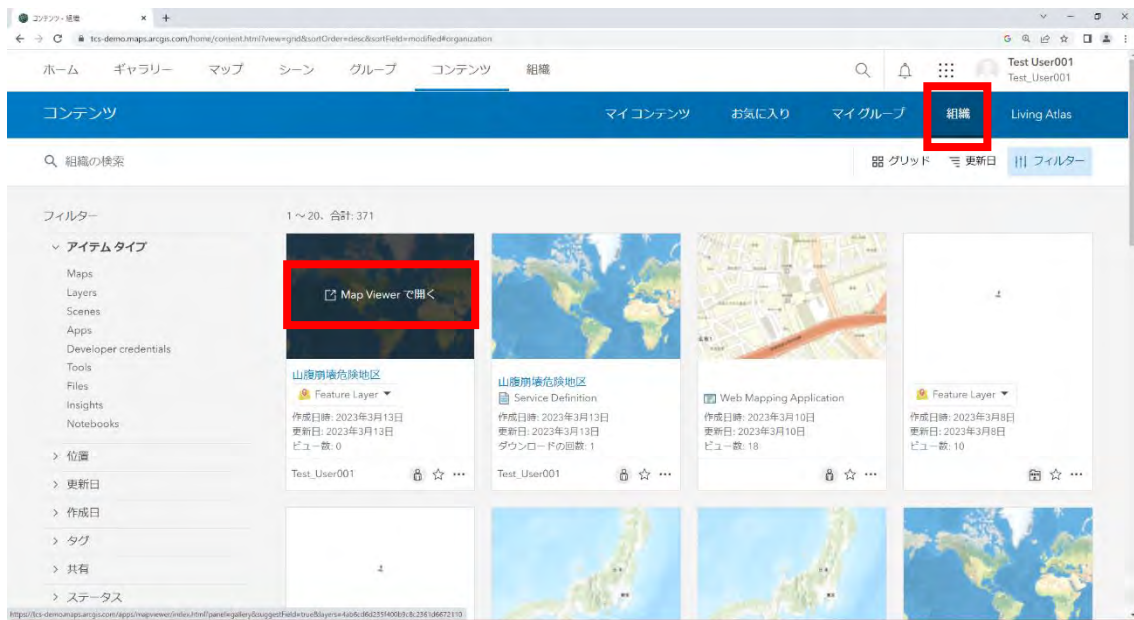 コンテンツ - 組織
tcs-demo.maps.arcgis.com/home/content.html?view=grid&sortOrder=desc&sortField=modified#organization
ホーム ギャラリー マップ シーン グループ コンテンツ 組織
Test User001
Test_User001
コンテンツ マイ コンテンツ お気に入り マイ グループ 組織 Living Atlas
組織の検索 グリッド 更新日 フィルター
フィルター 1 ~ 20、合計: 371
アイテム タイプ
Maps
Layers
Scenes
Apps
Developer credentials
Tools
Files
Insights
Notebooks
位置
更新日
作成日
タグ
共有
ステータス
Map Viewer で開く
山腹崩壊危険地区
Feature Layer
作成日時: 2023年3月13日
更新日: 2023年3月13日
ビュー数: 0
Test_User001
山腹崩壊危険地区
Service Definition
作成日時: 2023年3月13日
更新日: 2023年3月13日
ダウンロードの回数: 1
Test_User001
Web Mapping Application
作成日時: 2023年3月10日
更新日: 2023年3月10日
ビュー数: 18
Feature Layer
作成日時: 2023年3月8日
更新日: 2023年3月8日
ビュー数: 10